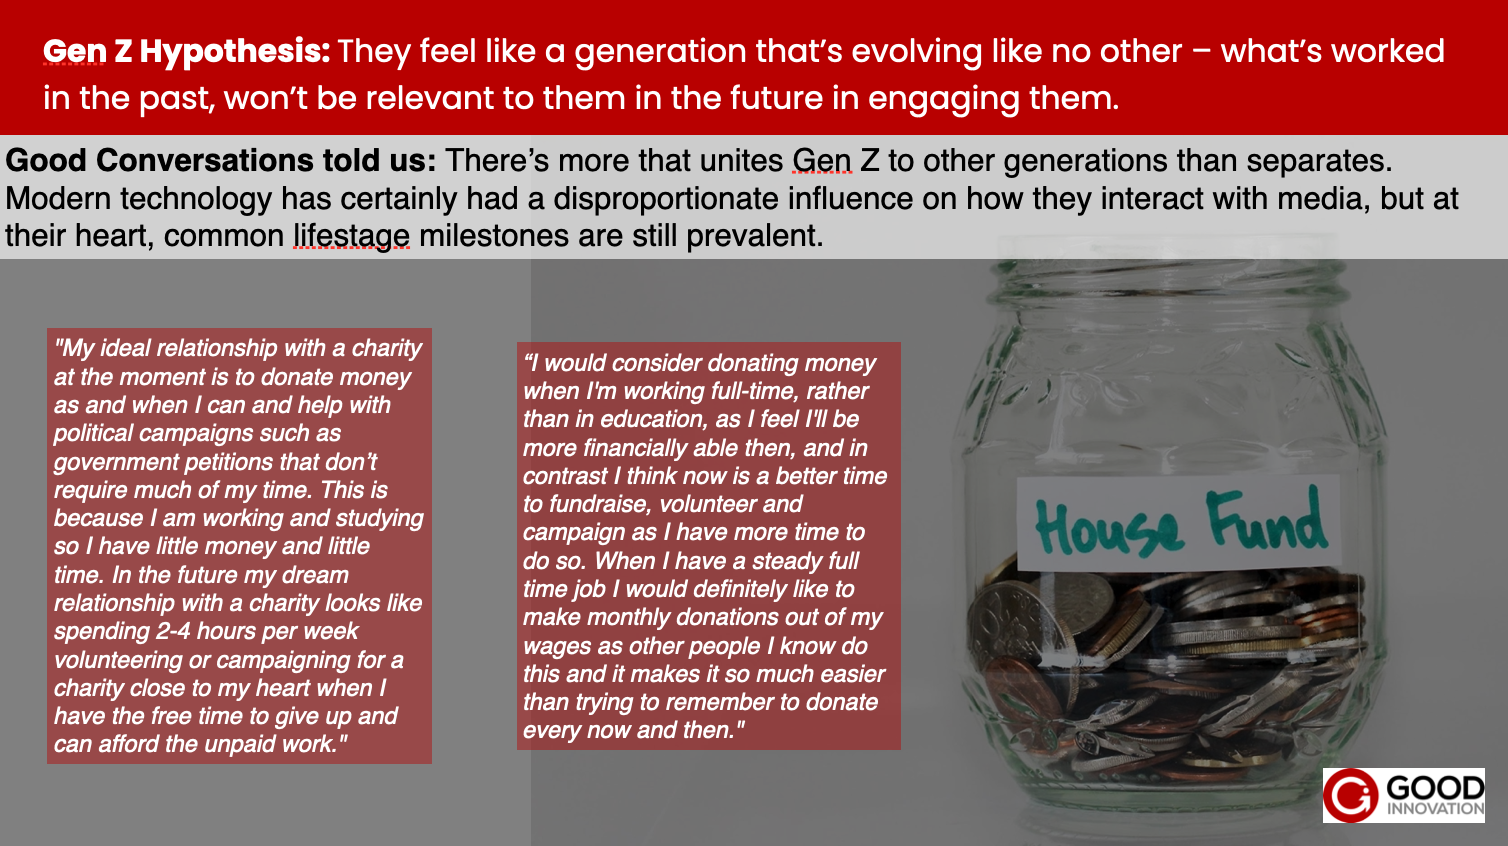 Gen Z Hypothesis: They feel like a generation that’s evolving like no other – what’s worked
in the past, won’t be relevant to them in the future in engaging them.
Good Conversations told us: There’s more that unites Gen Z to other generations than separates.
Modern technology has certainly had a disproportionate influence on how they interact with media, but at
their heart, common lifestage milestones are still prevalent.
"My ideal relationship with a charity
at the moment is to donate money
as and when I can and help with
political campaigns such as
government petitions that don’t
require much of my time. This is
because I am working and studying
so I have little money and little
time. In the future my dream
relationship with a charity looks like
spending 2-4 hours per week
volunteering or campaigning for a
charity close to my heart when I
have the free time to give up and
can afford the unpaid work."
“I would consider donating money
when I'm working full-time, rather
than in education, as I feel I'll be
more financially able then, and in
contrast I think now is a better time
to fundraise, volunteer and
campaign as I have more time to
do so. When I have a steady full
time job I would definitely like to
make monthly donations out of my
wages as other people I know do
this and it makes it so much easier
than trying to remember to donate
every now and then."
House Fund
GOOD
INNOVATION